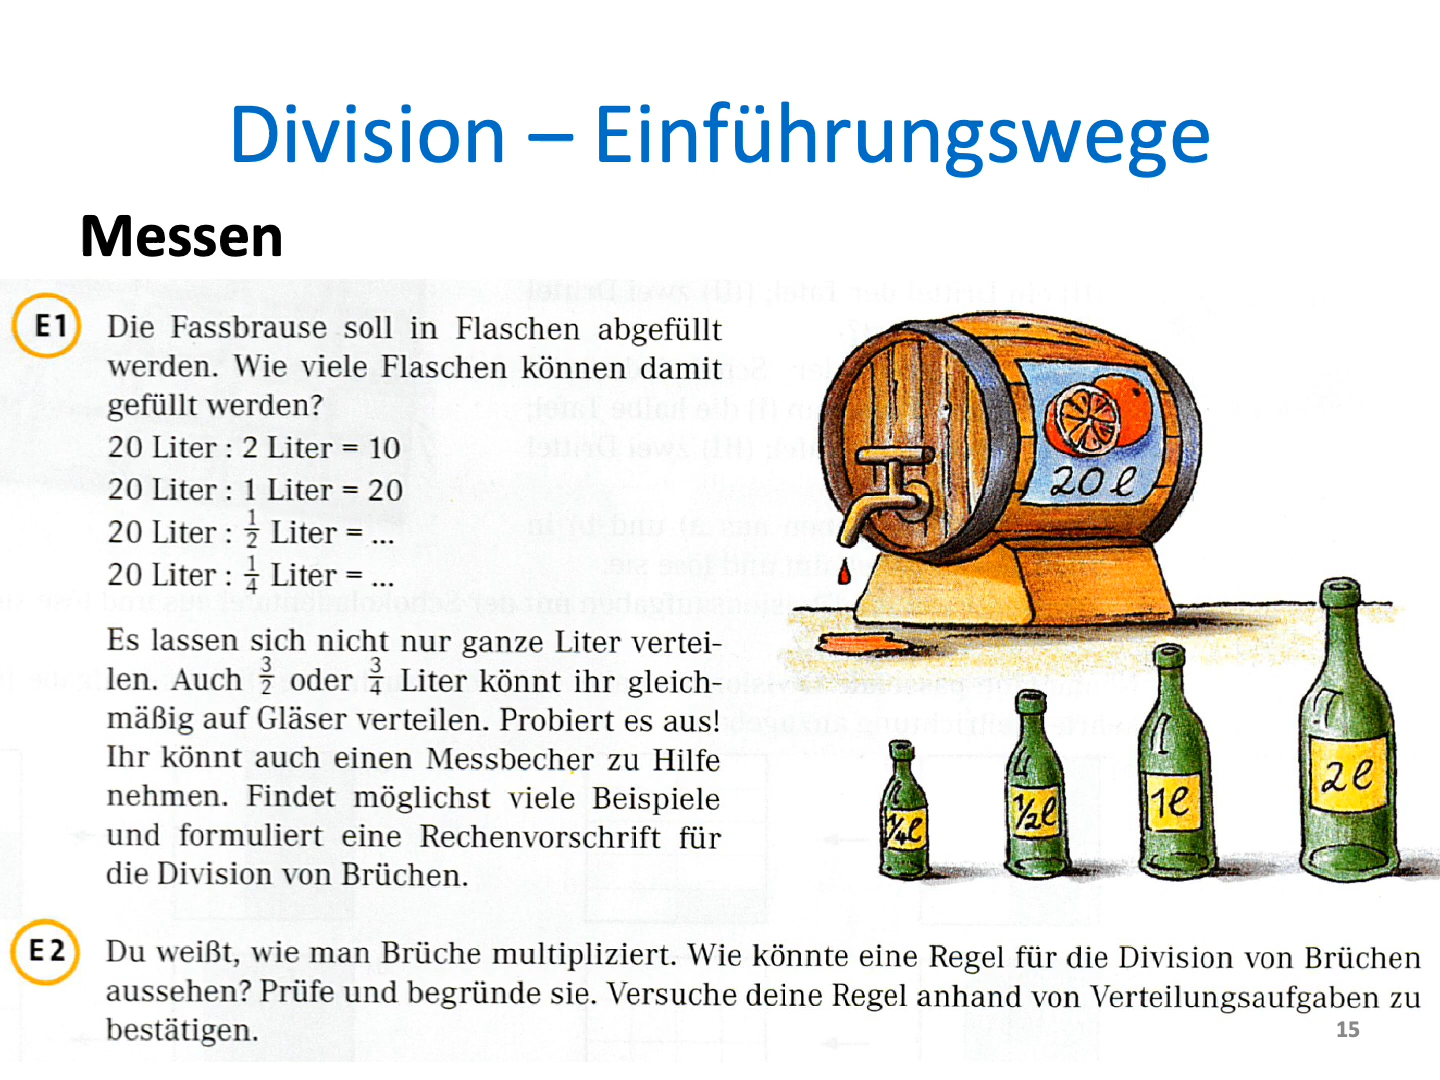 Division – Einführungswege
Messen
E1
Die Fassbrause soll in Flaschen abgefüllt
werden. Wie viele Flaschen können damit
gefüllt werden?
20 Liter : 2 Liter = 10
20 Liter : 1 Liter = 20
20 Liter : 1/2 Liter = ...
20 Liter : 1/4 Liter = ...
Es lassen sich nicht nur ganze Liter vertei-
len. Auch 3/2 oder 3/4 Liter könnt ihr gleich-
mäßig auf Gläser verteilen. Probiert es aus!
Ihr könnt auch einen Messbecher zu Hilfe
nehmen. Findet möglichst viele Beispiele
und formuliert eine Rechenvorschrift für
die Division von Brüchen.
20 l
1/4 l
1/2 l
1 l
2 l
E2
Du weißt, wie man Brüche multipliziert. Wie könnte eine Regel für die Division von Brüchen
aussehen? Prüfe und begründe sie. Versuche deine Regel anhand von Verteilungsaufgaben zu
bestätigen.
15